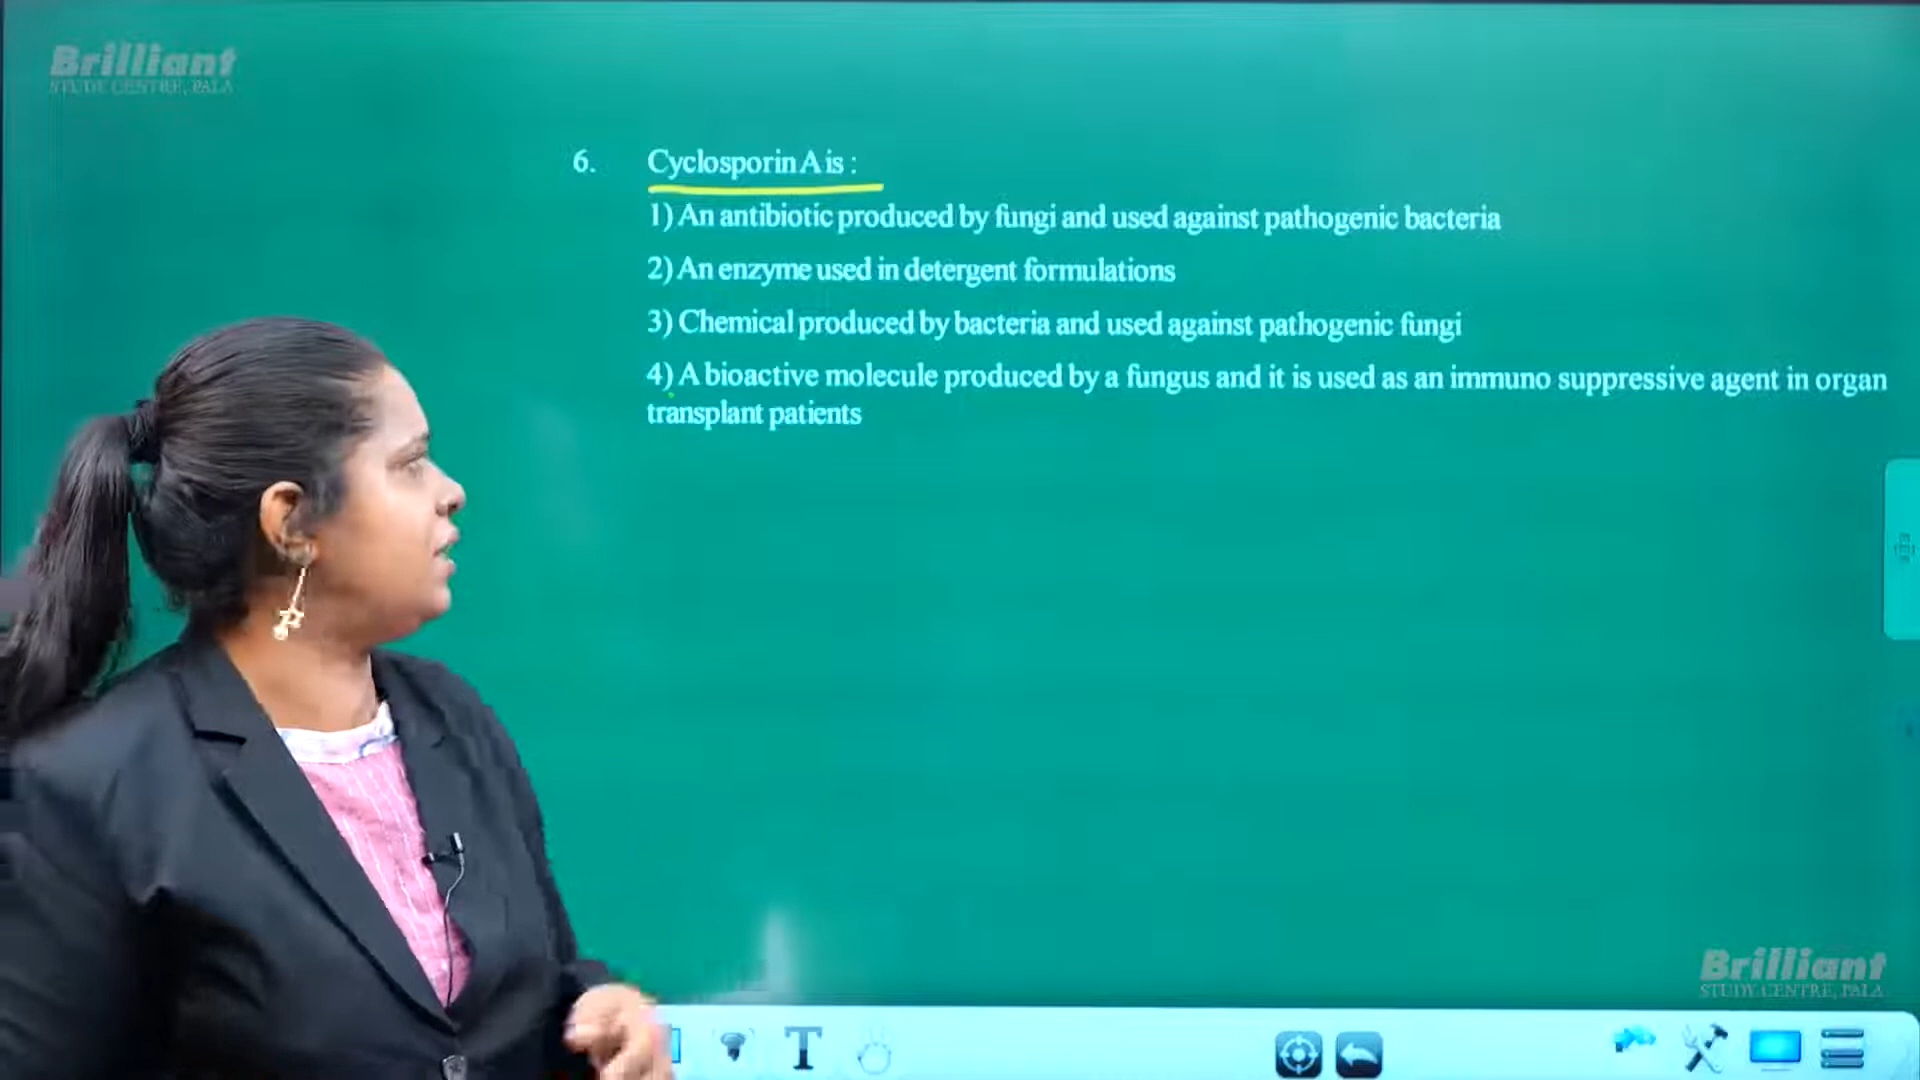 Brilliant
STUDY CENTRE, PALA
6. Cyclosporin A is :
1) An antibiotic produced by fungi and used against pathogenic bacteria
2) An enzyme used in detergent formulations
3) Chemical produced by bacteria and used against pathogenic fungi
4) A bioactive molecule produced by a fungus and it is used as an immuno suppressive agent in organ
transplant patients
Brilliant
STUDY CENTRE, PALA
T